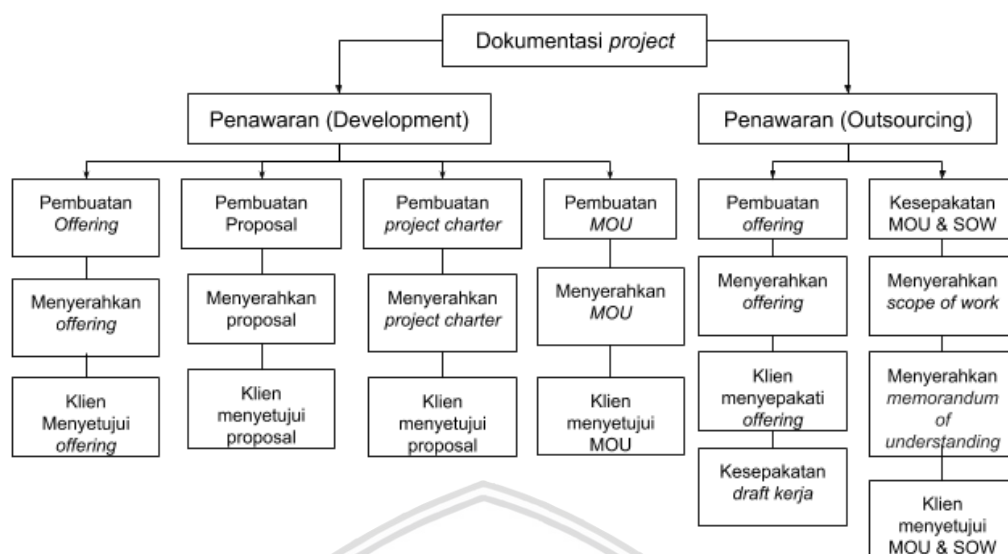 Dokumentasi project
Penawaran (Development)
Penawaran (Outsourcing)
Pembuatan
Offering
Menyerahkan
offering
Klien
Menyetujui
offering
Pembuatan
Proposal
Menyerahkan
proposal
Klien
menyetujui
proposal
Pembuatan
project charter
Menyerahkan
project charter
Klien
menyetujui
proposal
Pembuatan
MOU
Menyerahkan
MOU
Klien
menyetujui
MOU
Pembuatan
offering
Menyerahkan
offering
Klien
menyepakati
offering
Kesepakatan
draft kerja
Kesepakatan
MOU & SOW
Menyerahkan
scope of work
Menyerahkan
memorandum
of
understanding
Klien
menyetujui
MOU & SOW